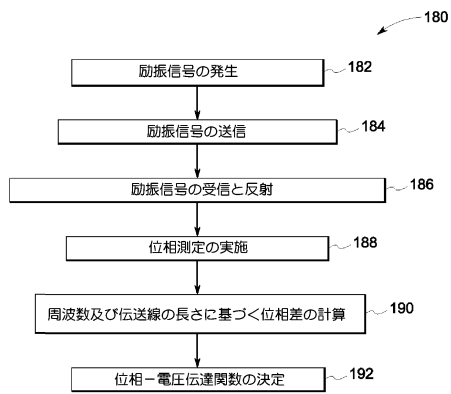 180
励振信号の発生 182
励振信号の送信 184
励振信号の受信と反射 186
位相測定の実施 188
周波数及び伝送線の長さに基づく位相差の計算 190
位相－電圧伝達関数の決定 192